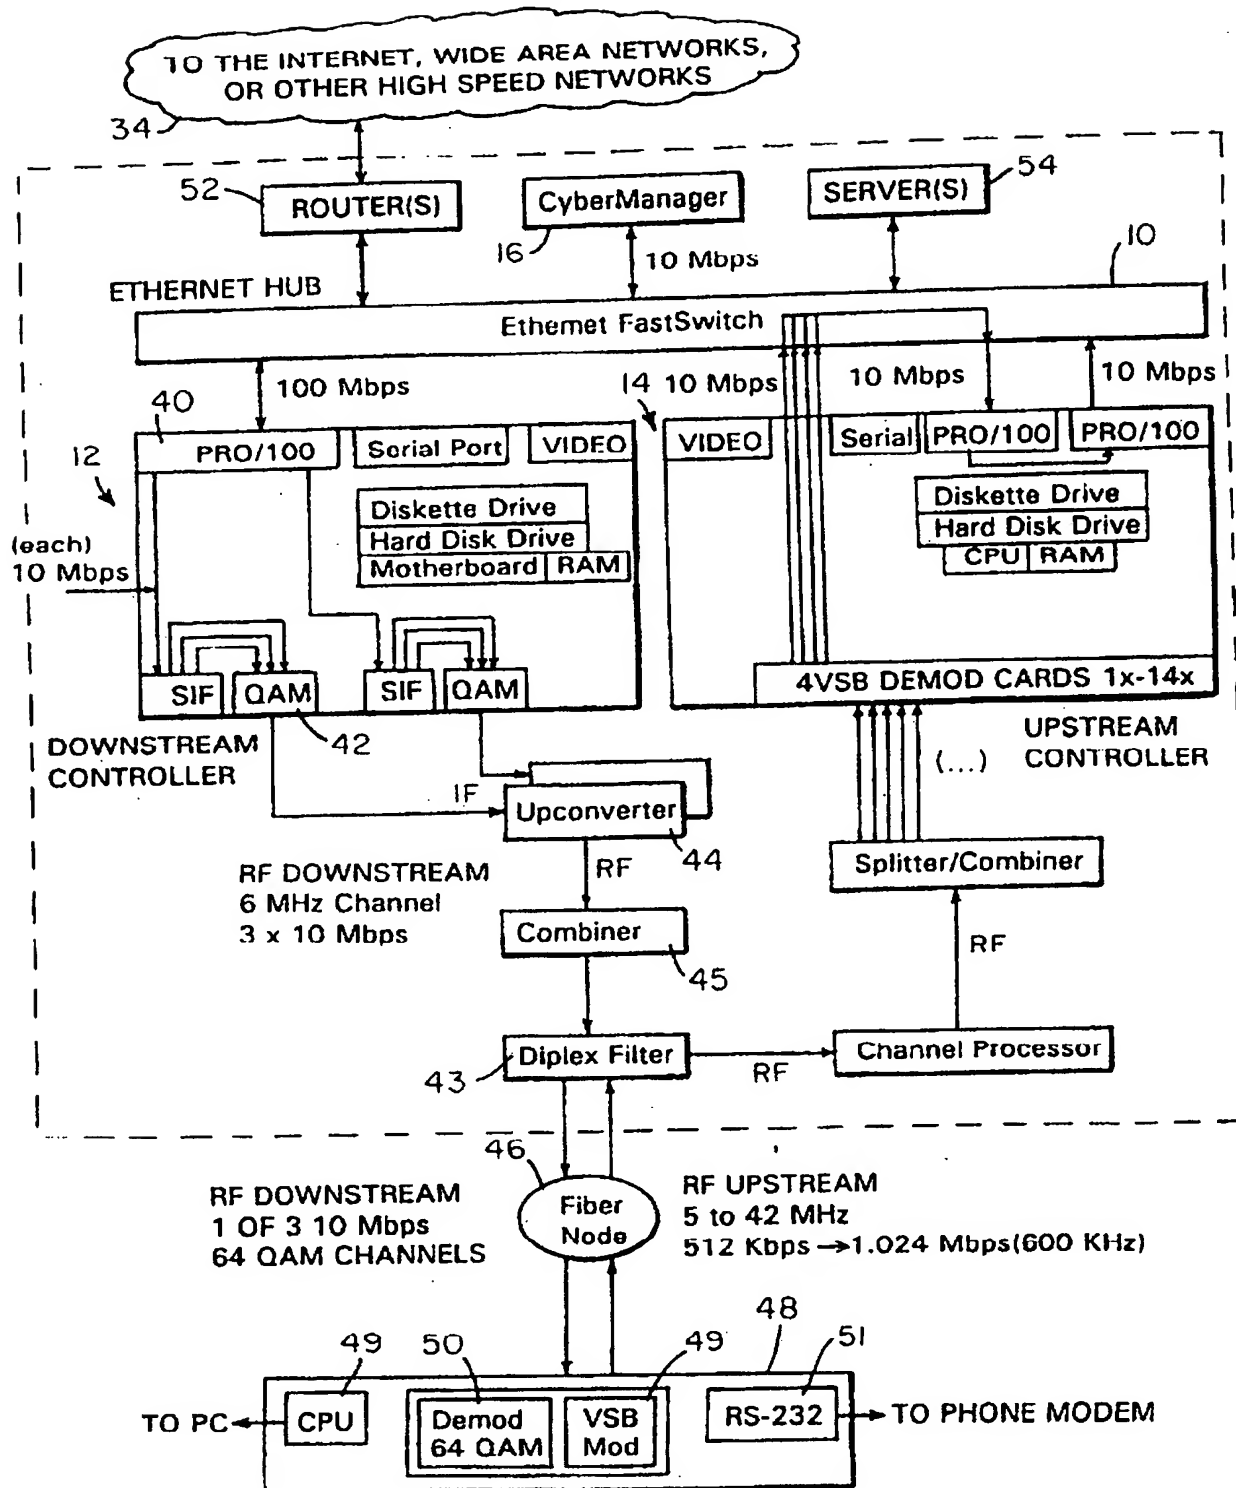 TO THE INTERNET, WIDE AREA NETWORKS,
OR OTHER HIGH SPEED NETWORKS
34
52
ROUTER(S)
CyberManager
16
SERVER(S)
54
10 Mbps
10
ETHERNET HUB
Ethernet FastSwitch
100 Mbps
14
10 Mbps
10 Mbps
10 Mbps
40
12
PRO/100
Serial Port
VIDEO
VIDEO
Serial
PRO/100
PRO/100
Diskette Drive
Hard Disk Drive
Motherboard
RAM
Diskette Drive
Hard Disk Drive
CPU
RAM
(each)
10 Mbps
SIF
QAM
SIF
QAM
42
4VSB DEMOD CARDS 1x-14x
DOWNSTREAM
CONTROLLER
UPSTREAM
CONTROLLER
(...)
IF
Upconverter
44
RF
RF DOWNSTREAM
6 MHz Channel
3 x 10 Mbps
Splitter/Combiner
Combiner
45
RF
Diplex Filter
43
RF
Channel Processor
46
Fiber
Node
RF DOWNSTREAM
1 OF 3 10 Mbps
64 QAM CHANNELS
RF UPSTREAM
5 to 42 MHz
512 Kbps →1.024 Mbps(600 KHz)
49
50
49
48
51
TO PC
CPU
Demod
64 QAM
VSB
Mod
RS-232
TO PHONE MODEM